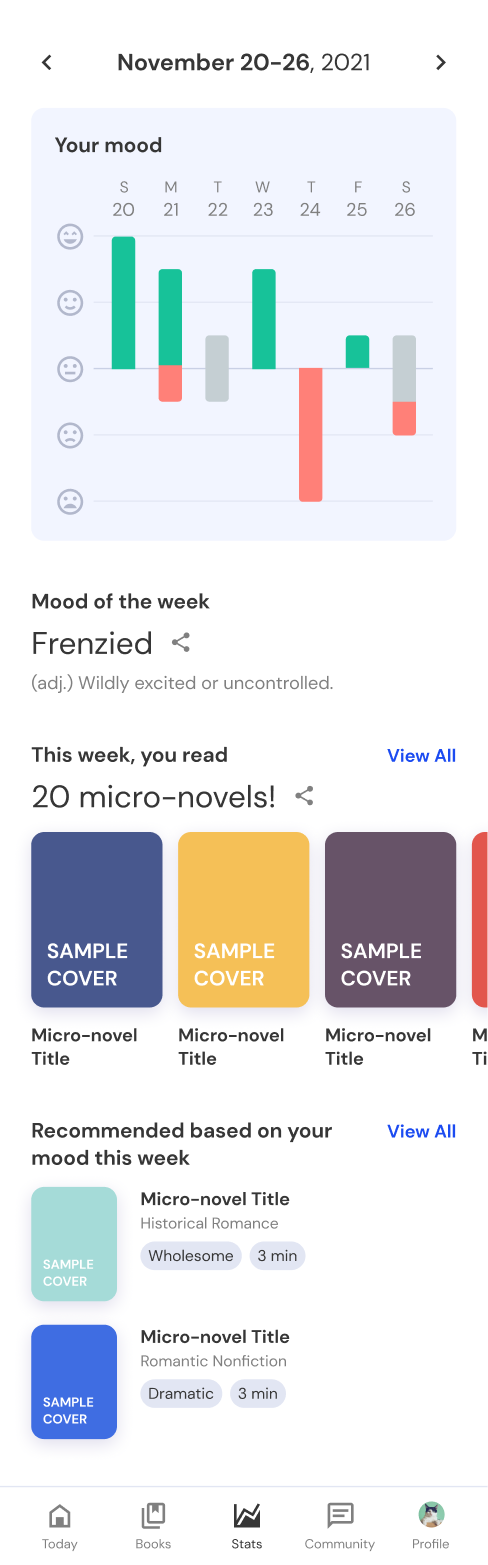 November 20-26, 2021
Your mood
S M T W T F S
20 21 22 23 24 25 26
Mood of the week
Frenzied
(adj.) Wildly excited or uncontrolled.
This week, you read View All
20 micro-novels!
SAMPLE SAMPLE SAMPLE
COVER COVER COVER
Micro-novel Micro-novel Micro-novel M
Title Title Title Ti
Recommended based on your View All
mood this week
Micro-novel Title
Historical Romance
Wholesome 3 min
SAMPLE
COVER
Micro-novel Title
Romantic Nonfiction
Dramatic 3 min
SAMPLE
COVER
Today Books Stats Community Profile